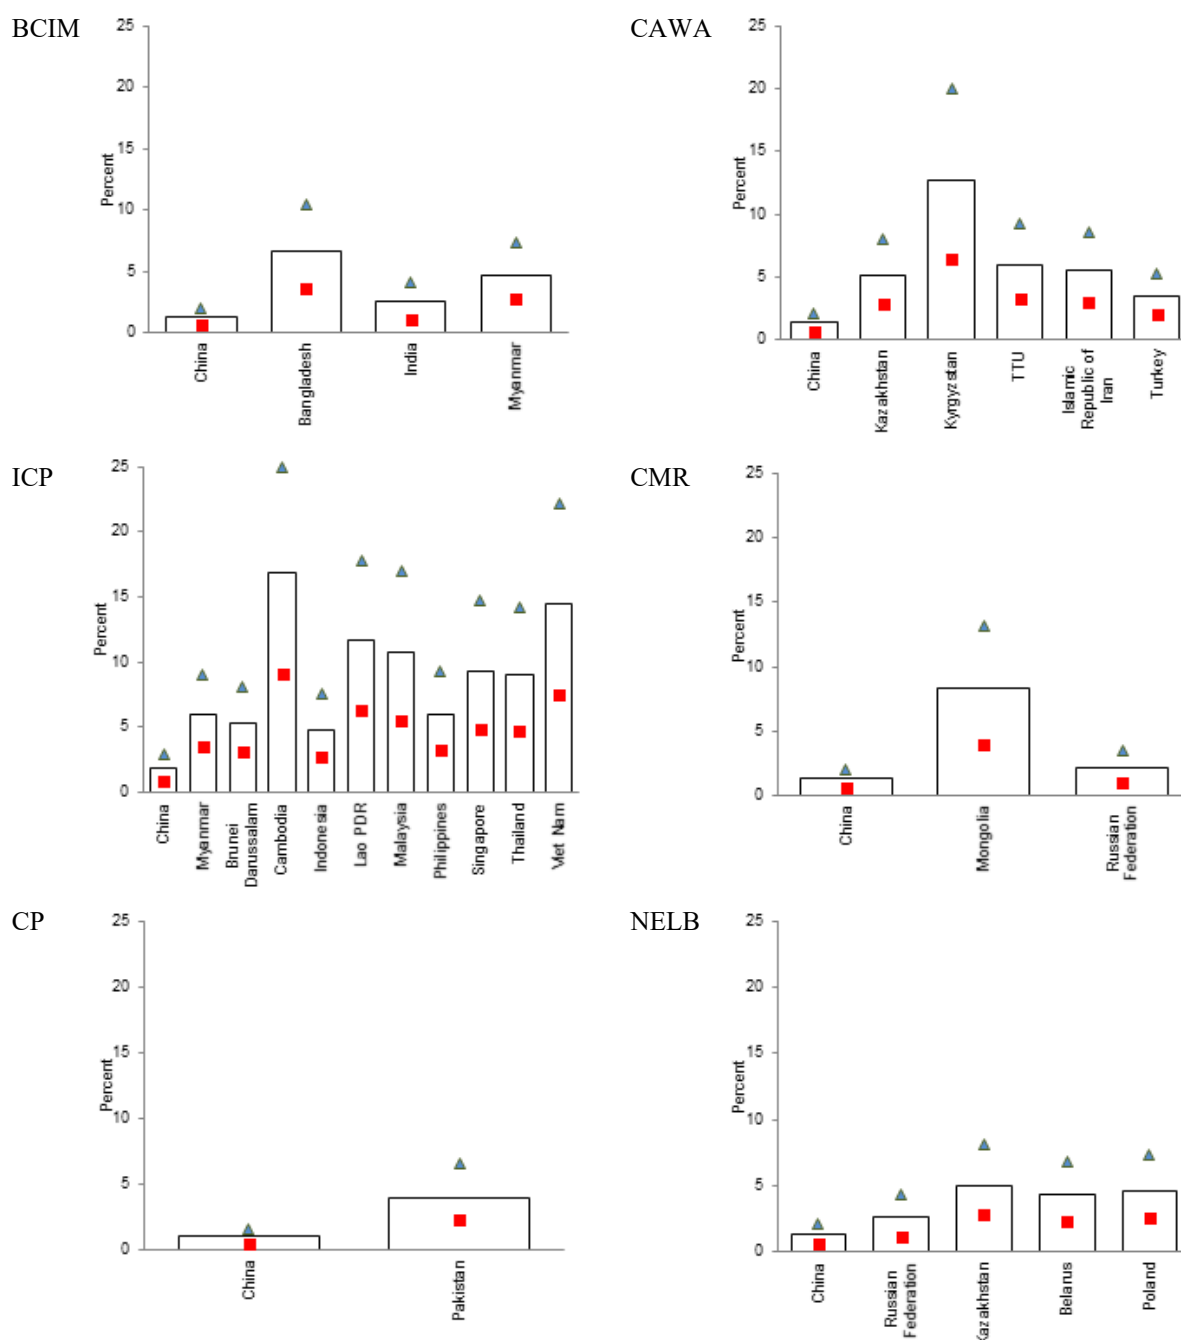 BCIM
25
20
15
10
5
0
Percent
China
Bangladesh
India
Myanmar
CAWA
25
20
15
10
5
0
Percent
China
Kazakhstan
Kyrgyzstan
TTU
Islamic
Republic of
Iran
Turkey
ICP
25
20
15
10
5
0
Percent
China
Myanmar
Brunei
Darussalam
Cambodia
Indonesia
Lao PDR
Malaysia
Philippines
Singapore
Thailand
Viet Nam
CMR
25
20
15
10
5
0
Percent
China
Mongolia
Russian
Federation
CP
25
20
15
10
5
0
Percent
China
Pakistan
NELB
25
20
15
10
5
0
Percent
China
Russian
Federation
Kazakhstan
Belarus
Poland